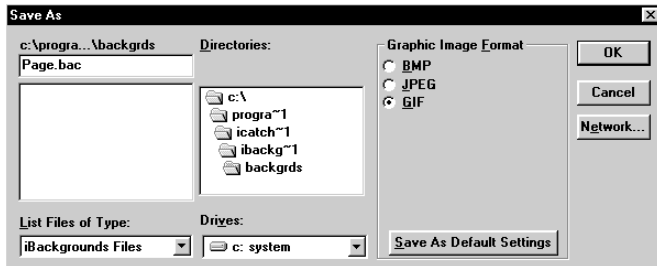 Save As
c:\progra...\backgrds
Page.bac
Directories:
c:\
progra~1
icatch~1
ibackg~1
backgrds
List Files of Type:
iBackgrounds Files
Drives:
c: system
Graphic Image Format
BMP
JPEG
GIF
Save As Default Settings
OK
Cancel
Network...